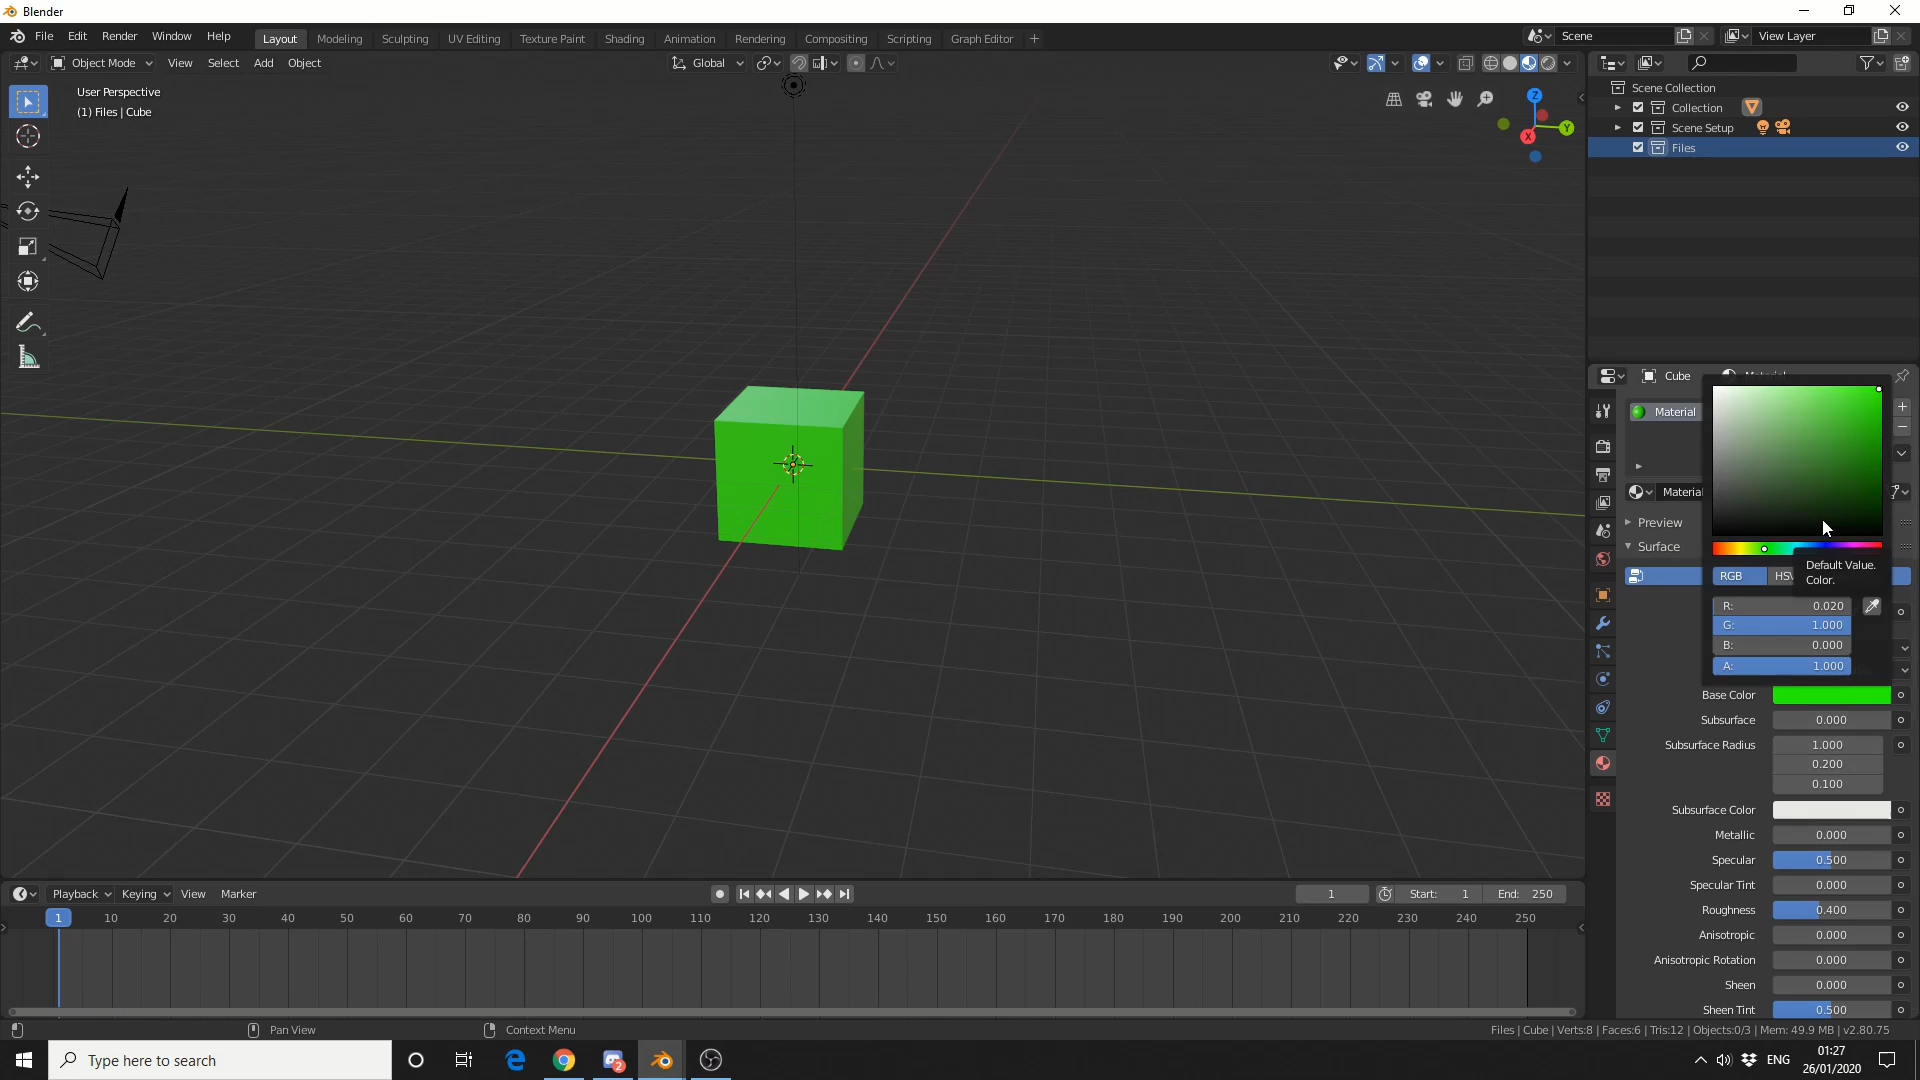 Blender
File Edit Render Window Help Layout Modeling Sculpting UV Editing Texture Paint Shading Animation Rendering Compositing Scripting Graph Editor + Scene View Layer
Object Mode View Select Add Object Global
User Perspective
(1) Files | Cube
Z
Y
X
Scene Collection
Collection
Scene Setup
Files
Cube
Material
Material
Preview
Surface
Default Value.
Color.
RGB HSV
R: 0.020
G: 1.000
B: 0.000
A: 1.000
Base Color
Subsurface 0.000
Subsurface Radius 1.000
0.200
0.100
Subsurface Color
Metallic 0.000
Specular 0.500
Specular Tint 0.000
Roughness 0.400
Anisotropic 0.000
Anisotropic Rotation 0.000
Sheen 0.000
Sheen Tint 0.500
Playback Keying View Marker 1 Start: 1 End: 250
1 10 20 30 40 50 60 70 80 90 100 110 120 130 140 150 160 170 180 190 200 210 220 230 240 250
Pan View Context Menu Files | Cube | Verts:8 | Faces:6 | Tris:12 | Objects:0/3 | Mem: 49.9 MB | v2.80.75
Type here to search 2 ENG 01:27
26/01/2020